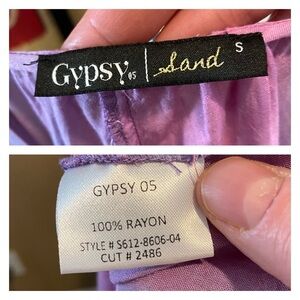 Gypsy 05 | Sand S
GYPSY 05
100% RAYON
STYLE # S612-8606-04
CUT # 2486